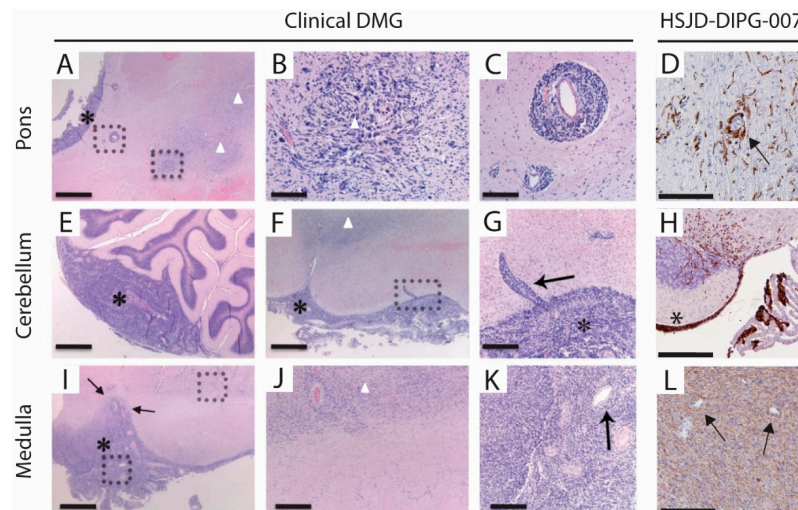 Clinical DMG
HSJD-DIPG-007
Pons
A
*
B
C
D
Cerebellum
E
*
F
*
G
*
H
*
Medulla
I
*
J
K
L